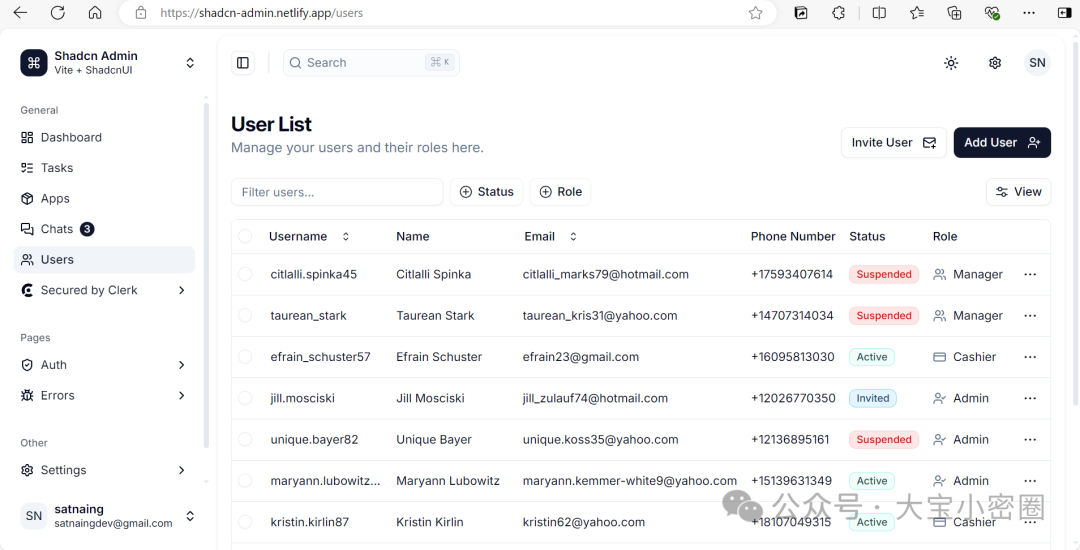 https://shadcn-admin.netlify.app/users
Shadcn Admin
Vite + ShadcnUI
Search
⌘ K
SN
General
Dashboard
Tasks
Apps
Chats 3
Users
Secured by Clerk
Pages
Auth
Errors
Other
Settings
SN
satnaing
satnaingdev@gmail.com
User List
Manage your users and their roles here.
Invite User
Add User
Filter users...
Status
Role
View
Username Name Email Phone Number Status Role
citlalli.spinka45 Citlalli Spinka citlalli_marks79@hotmail.com +17593407614 Suspended Manager
taurean_stark Taurean Stark taurean_kris31@yahoo.com +14707314034 Suspended Manager
efrain_schuster57 Efrain Schuster efrain23@gmail.com +16095813030 Active Cashier
jill.mosciski Jill Mosciski jill_zulauf74@hotmail.com +12026770350 Invited Admin
unique.bayer82 Unique Bayer unique.koss35@yahoo.com +12136895161 Suspended Admin
maryann.lubowitz... Maryann Lubowitz maryann.kemmer-white9@yahoo.com +15139631349 Active Admin
kristin.kirlin87 Kristin Kirlin kristin62@yahoo.com +18107049315 Active Cashier
公众号 · 大宝小密圈